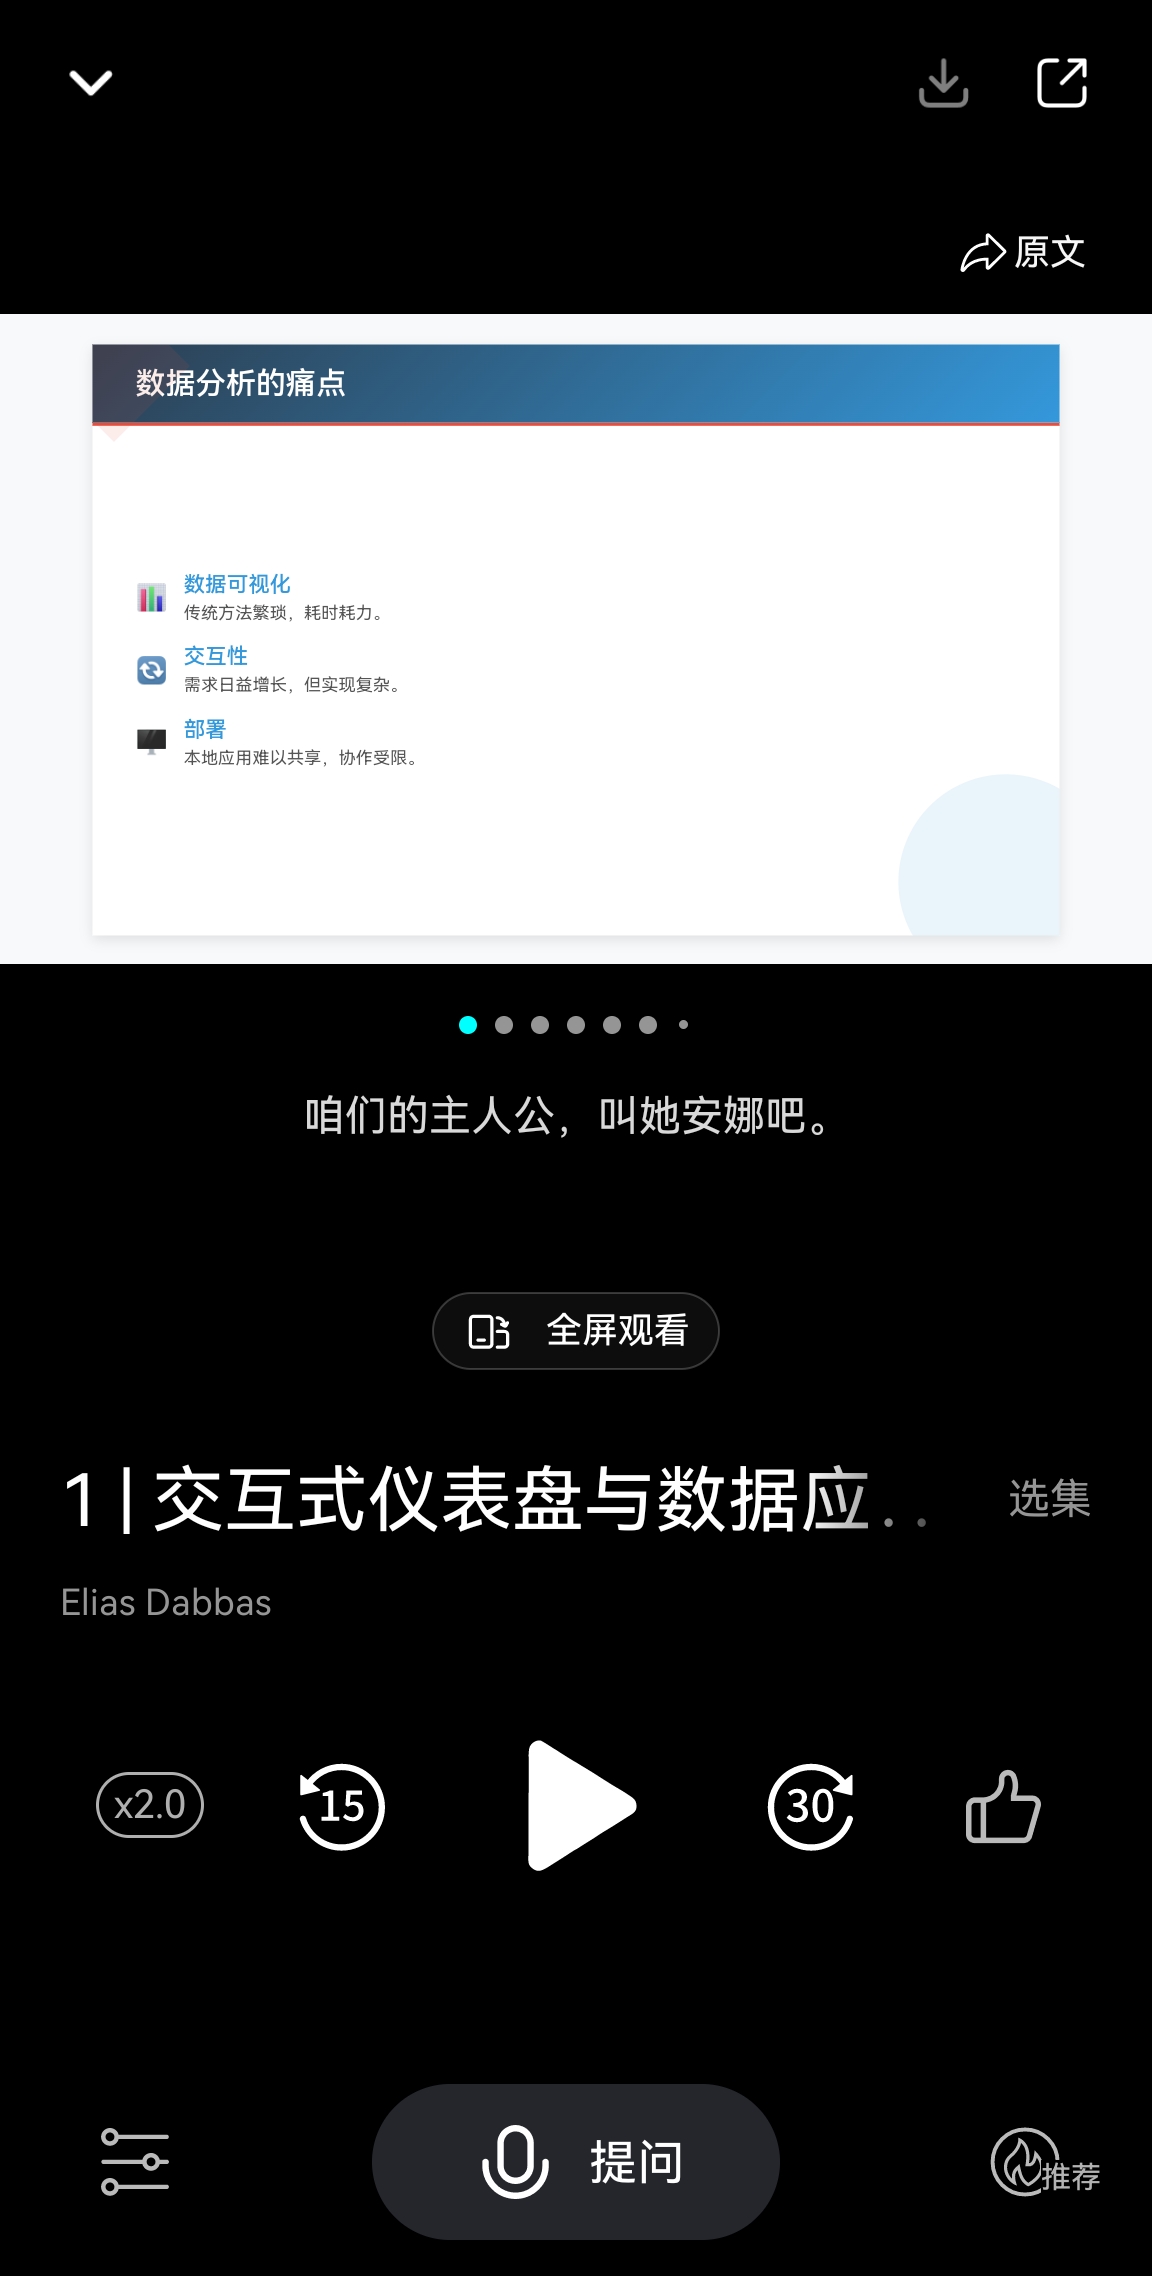 原文
数据分析的痛点
数据可视化
传统方法繁琐，耗时耗力。
交互性
需求日益增长，但实现复杂。
部署
本地应用难以共享，协作受限。
咱们的主人公，叫她安娜吧。
全屏观看
1 | 交互式仪表盘与数据应..
选集
Elias Dabbas
x2.0
15
30
提问
推荐